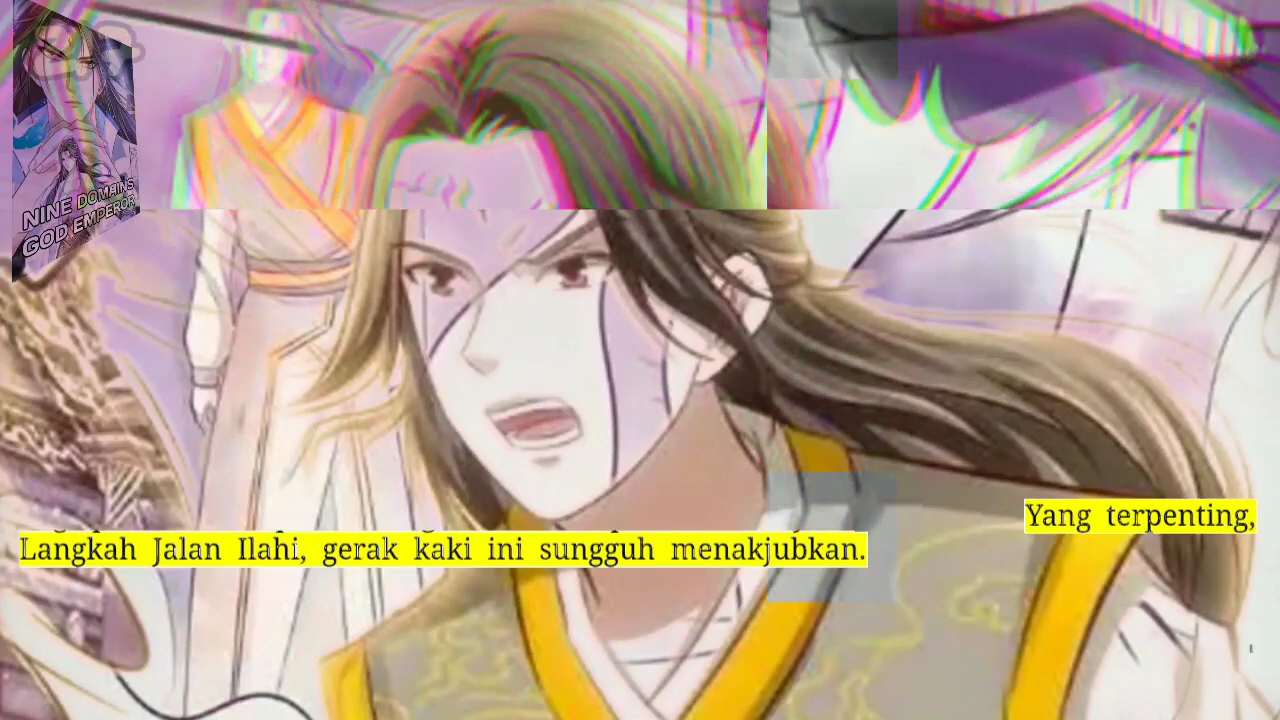 NINE DOMAINS
GOD EMPEROR
Yang terpenting,
Langkah Jalan Ilahi, gerak kaki ini sungguh menakjubkan.